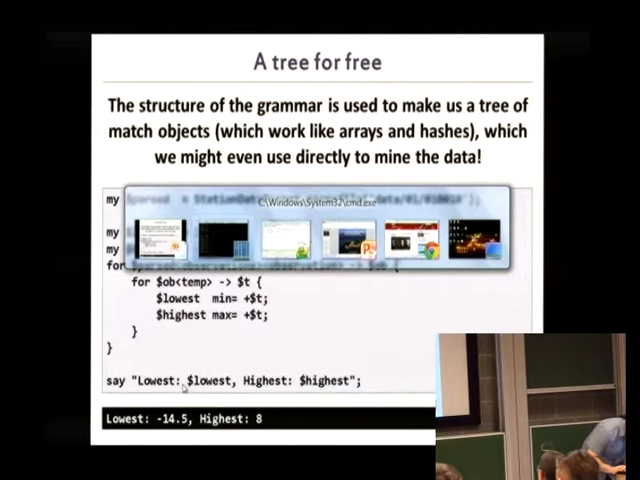 A tree for free
The structure of the grammar is used to make us a tree of
match objects (which work like arrays and hashes), which
we might even use directly to mine the data!
my
C:\Windows\System32\cmd.exe
my
my
for
for $ob<temp> -> $t {
$lowest min= +$t;
$highest max= +$t;
}
}
say "Lowest: $lowest, Highest: $highest";
Lowest: -14.5, Highest: 8